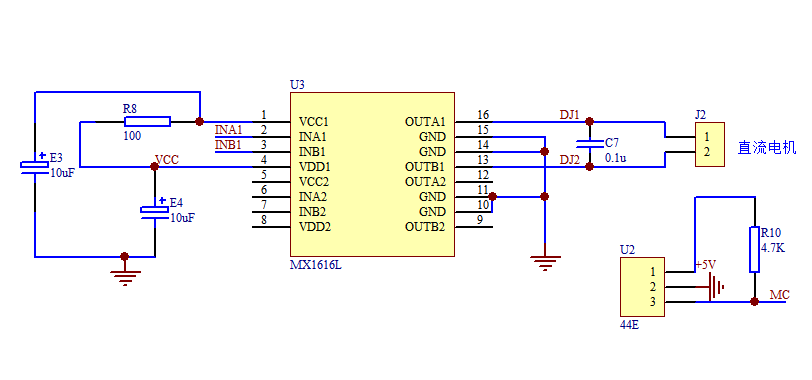 U3
R8
100
INA1
INB1
VCC
E3
10uF
E4
10uF
1 VCC1 OUTA1 16
2 INA1 GND 15
3 INB1 GND 14
4 VDD1 OUTB1 13
5 VCC2 OUTA2 12
6 INA2 GND 11
7 INB2 GND 10
8 VDD2 OUTB2 9
MX1616L
DJ1
DJ2
C7
0.1u
J2
1
2
直流电机
R10
4.7K
U2
+5V
1
2
3
MC
44E